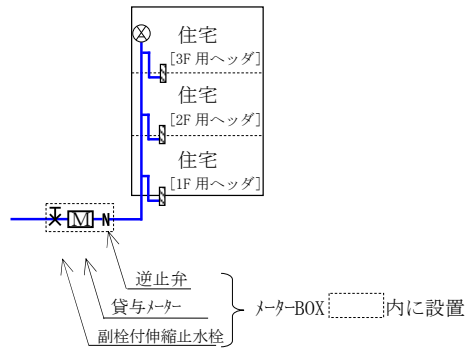 住宅
[3F 用ヘッダ]
住宅
[2F 用ヘッダ]
住宅
[1F 用ヘッダ]
M N
逆止弁
貸与メーター
副栓付伸縮止水栓
メーターBOX 内に設置